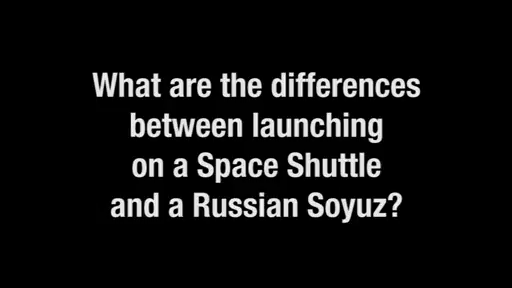 What are the differences
between launching
on a Space Shuttle
and a Russian Soyuz?